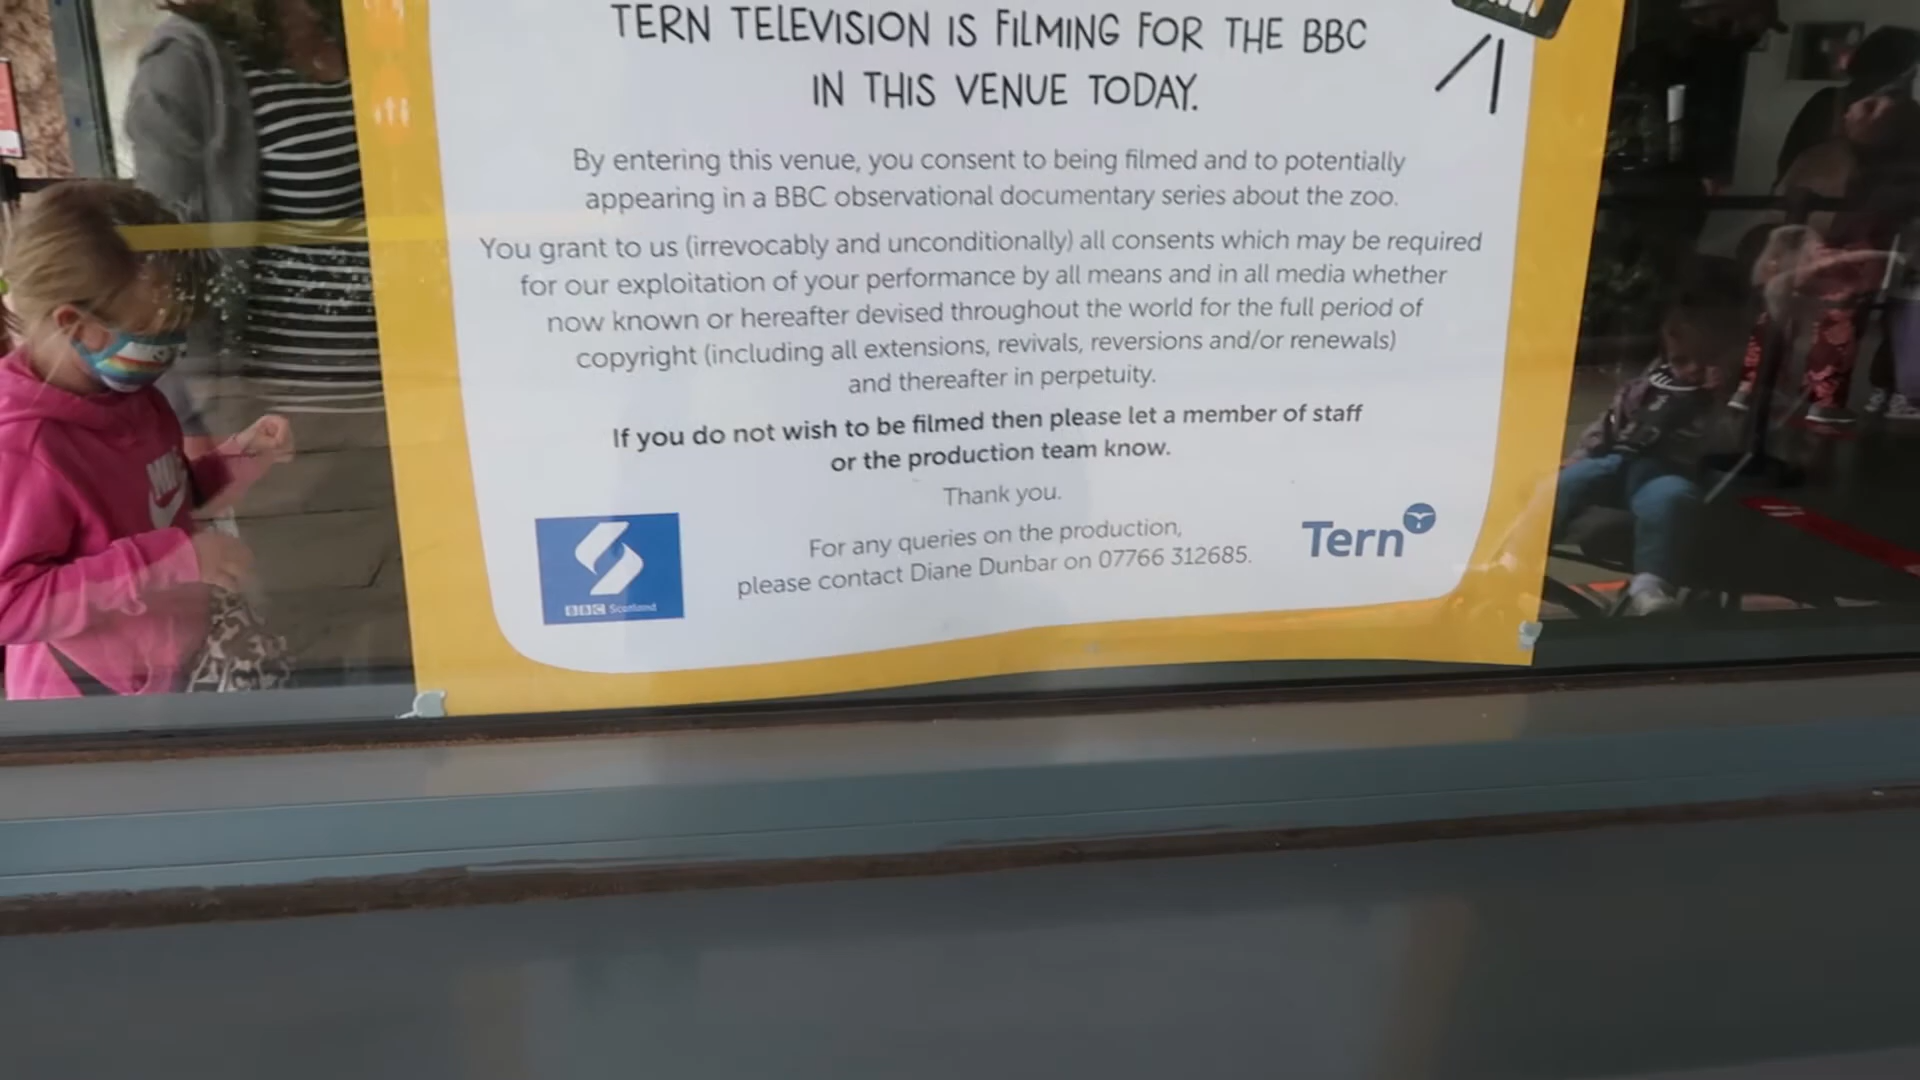 TERN TELEVISION IS FILMING FOR THE BBC
IN THIS VENUE TODAY.
By entering this venue, you consent to being filmed and to potentially
appearing in a BBC observational documentary series about the zoo.
You grant to us (irrevocably and unconditionally) all consents which may be required
for our exploitation of your performance by all means and in all media whether
now known or hereafter devised throughout the world for the full period of
copyright (including all extensions, revivals, reversions and/or renewals)
and thereafter in perpetuity.
If you do not wish to be filmed then please let a member of staff
or the production team know.
Thank you.
For any queries on the production,
please contact Diane Dunbar on 07766 312685.
BBC Scotland
Tern